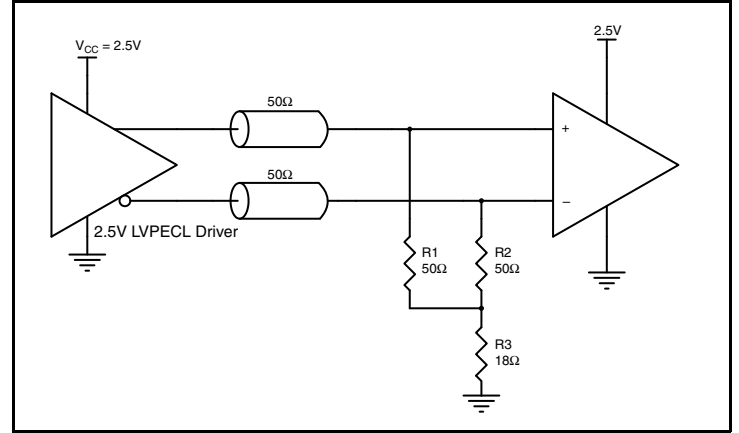 V_CC = 2.5V
2.5V
50Ω
+
50Ω
−
2.5V LVPECL Driver
R1
50Ω
R2
50Ω
R3
18Ω